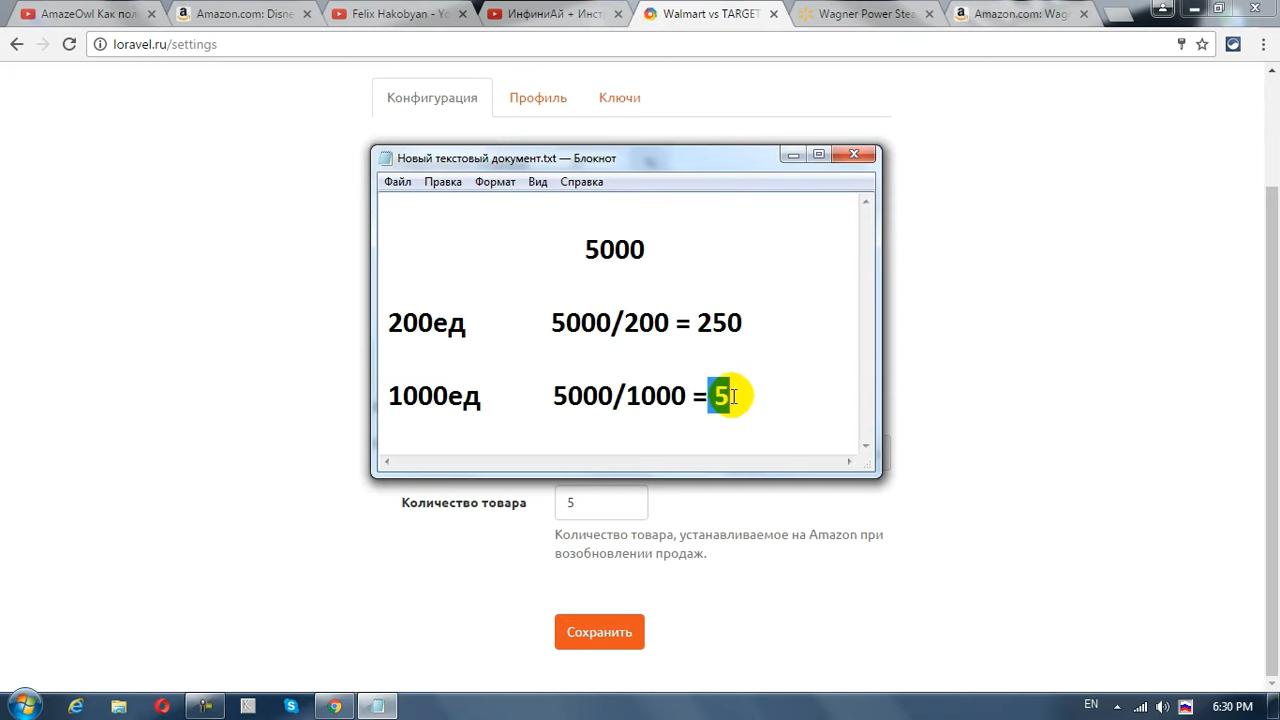 AmazeOwl Как пол
Amazon.com: Disne
Felix Hakobyan - Yo
ИнфиниАй + Инстр
Walmart vs TARGET
Wagner Power Stea
Amazon.com: Wag
loravel.ru/settings
Конфигурация
Профиль
Ключи
Новый текстовый документ.txt — Блокнот
Файл Правка Формат Вид Справка
5000
200ед 5000/200 = 250
1000ед 5000/1000 = 5
Количество товара 5
Количество товара, устанавливаемое на Amazon при
возобновлении продаж.
Сохранить
EN 6:30 PM